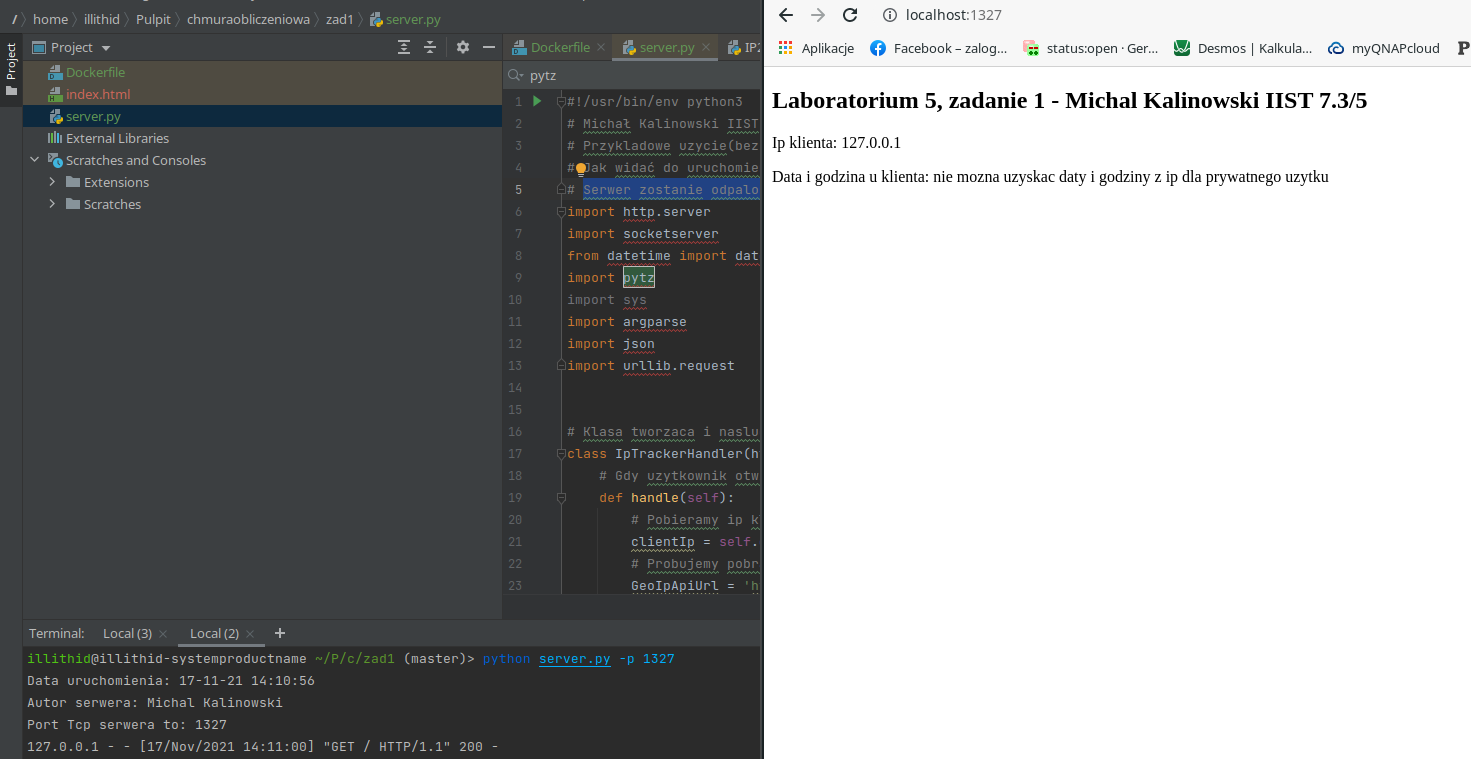 / home illithid Pulpit chmuraobliczeniowa zad1 server.py
Project
Project
Dockerfile
index.html
server.py
External Libraries
Scratches and Consoles
Extensions
Scratches
Dockerfile server.py IP2
pytz
1 #!/usr/bin/env python3
2 # Michał Kalinowski IIST
3 # Przykladowe uzycie(bez
4 # Jak widać do uruchomie
5 # Serwer zostanie odpalo
6 import http.server
7 import socketserver
8 from datetime import dat
9 import pytz
10 import sys
11 import argparse
12 import json
13 import urllib.request
14
15
16 # Klasa tworzaca i naslu
17 class IpTrackerHandler(h
18 # Gdy uzytkownik otw
19 def handle(self):
20 # Pobieramy ip k
21 clientIp = self.
22 # Probujemy pobr
23 GeoIpApiUrl = 'h
Terminal: Local (3) Local (2)
illithid@illithid-systemproductname ~/P/c/zad1 (master)> python server.py -p 1327
Data uruchomienia: 17-11-21 14:10:56
Autor serwera: Michal Kalinowski
Port Tcp serwera to: 1327
127.0.0.1 - - [17/Nov/2021 14:11:00] "GET / HTTP/1.1" 200 -
localhost:1327
Aplikacje Facebook – zalog... status:open · Ger... Desmos | Kalkula... myQNAPcloud P
Laboratorium 5, zadanie 1 - Michal Kalinowski IIST 7.3/5
Ip klienta: 127.0.0.1
Data i godzina u klienta: nie mozna uzyskac daty i godziny z ip dla prywatnego uzytku